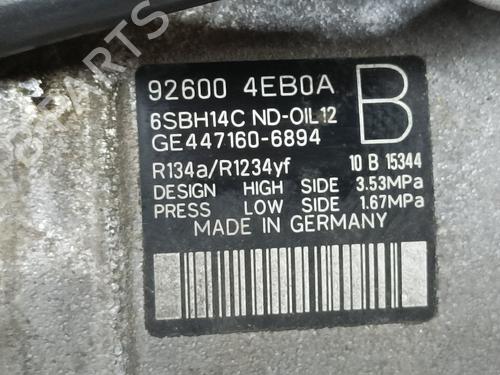 PARTS
92600 4EB0A
B
6SBH14C ND-OIL12
GE447160-6894
R134a/R1234yf 10 B 15344
DESIGN HIGH SIDE 3.53MPa
PRESS LOW SIDE 1.67MPa
MADE IN GERMANY